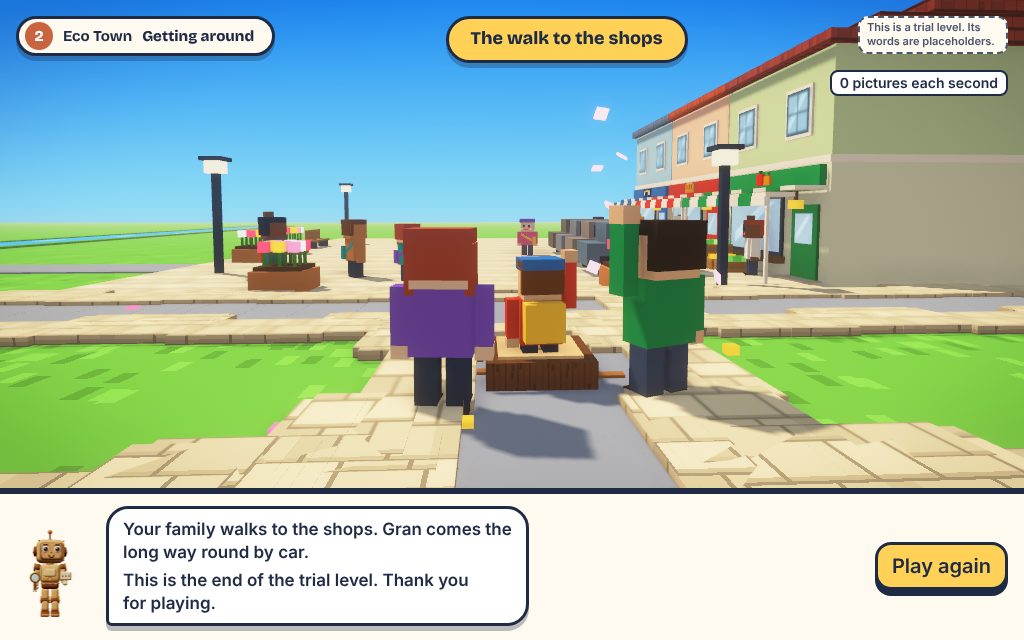 2 Eco Town Getting around
The walk to the shops
This is a trial level. Its
words are placeholders.
0 pictures each second
Your family walks to the shops. Gran comes the
long way round by car.
This is the end of the trial level. Thank you
for playing.
Play again